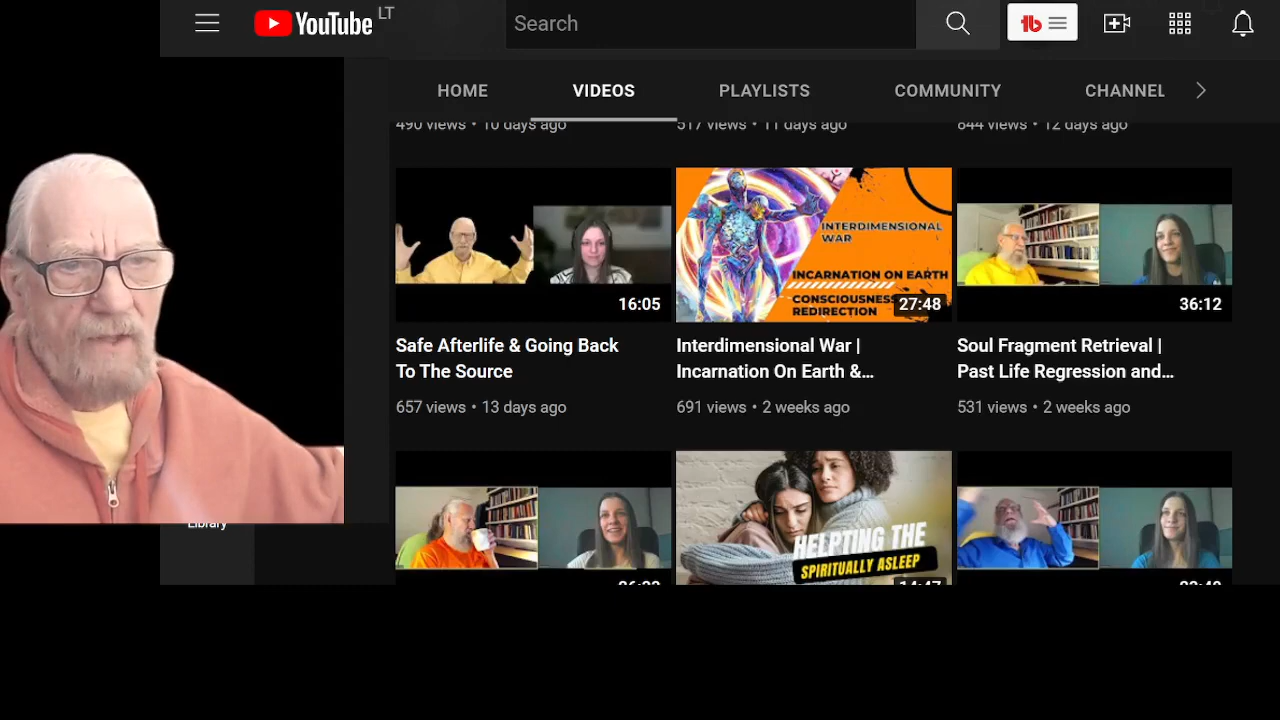 YouTube LT
Search
HOME VIDEOS PLAYLISTS COMMUNITY CHANNEL
490 views • 10 days ago
517 views • 11 days ago
644 views • 12 days ago
16:05
INTERDIMENSIONAL
WAR
INCARNATION ON EARTH
CONSCIOUSNESS
REDIRECTION
27:48
36:12
Safe Afterlife & Going Back
To The Source
657 views • 13 days ago
Interdimensional War |
Incarnation On Earth &...
691 views • 2 weeks ago
Soul Fragment Retrieval |
Past Life Regression and...
531 views • 2 weeks ago
Library
HELPTING THE
SPIRITUALLY ASLEEP
14:47